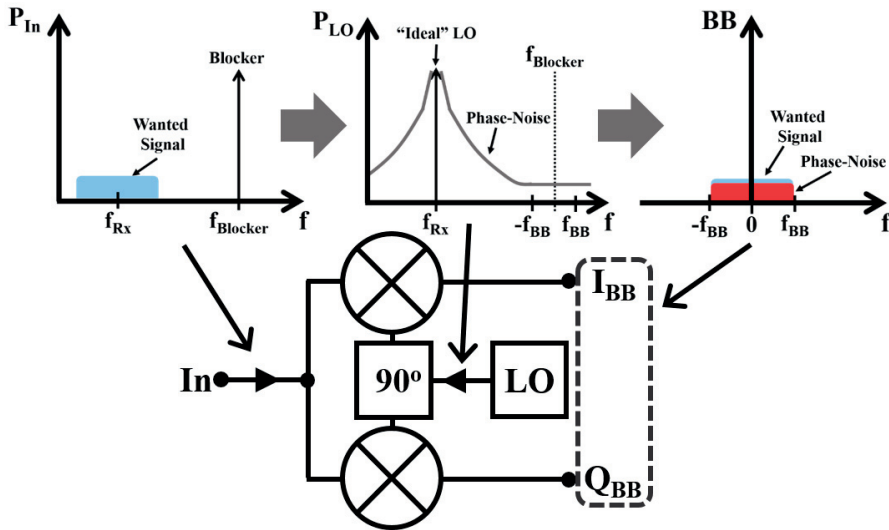 P_In
Blocker
Wanted
Signal
f_Rx
f_Blocker
f
P_LO
“Ideal” LO
f_Blocker
Phase-Noise
f_Rx
-f_BB
f_BB
f
BB
Wanted
Signal
Phase-Noise
-f_BB
0
f_BB
f
I_BB
In
90°
LO
Q_BB